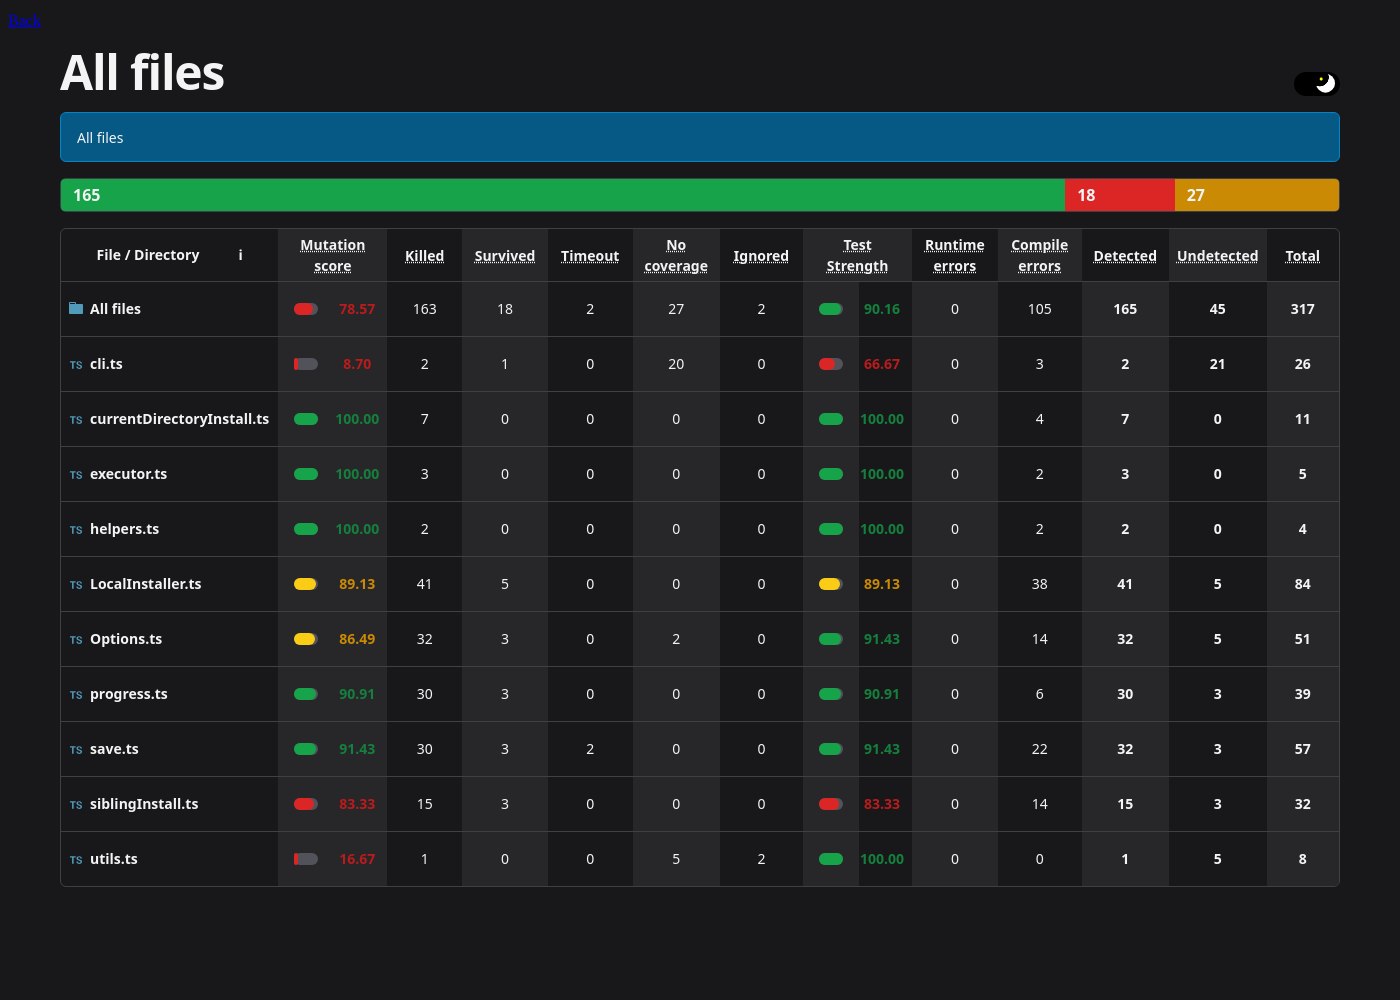 Back
All files
All files
165 18 27
File / Directory i Mutation score Killed Survived Timeout No coverage Ignored Test Strength Runtime errors Compile errors Detected Undetected Total
All files 78.57 163 18 2 27 2 90.16 0 105 165 45 317
TS cli.ts 8.70 2 1 0 20 0 66.67 0 3 2 21 26
TS currentDirectoryInstall.ts 100.00 7 0 0 0 0 100.00 0 4 7 0 11
TS executor.ts 100.00 3 0 0 0 0 100.00 0 2 3 0 5
TS helpers.ts 100.00 2 0 0 0 0 100.00 0 2 2 0 4
TS LocalInstaller.ts 89.13 41 5 0 0 0 89.13 0 38 41 5 84
TS Options.ts 86.49 32 3 0 2 0 91.43 0 14 32 5 51
TS progress.ts 90.91 30 3 0 0 0 90.91 0 6 30 3 39
TS save.ts 91.43 30 3 2 0 0 91.43 0 22 32 3 57
TS siblingInstall.ts 83.33 15 3 0 0 0 83.33 0 14 15 3 32
TS utils.ts 16.67 1 0 0 5 2 100.00 0 0 1 5 8